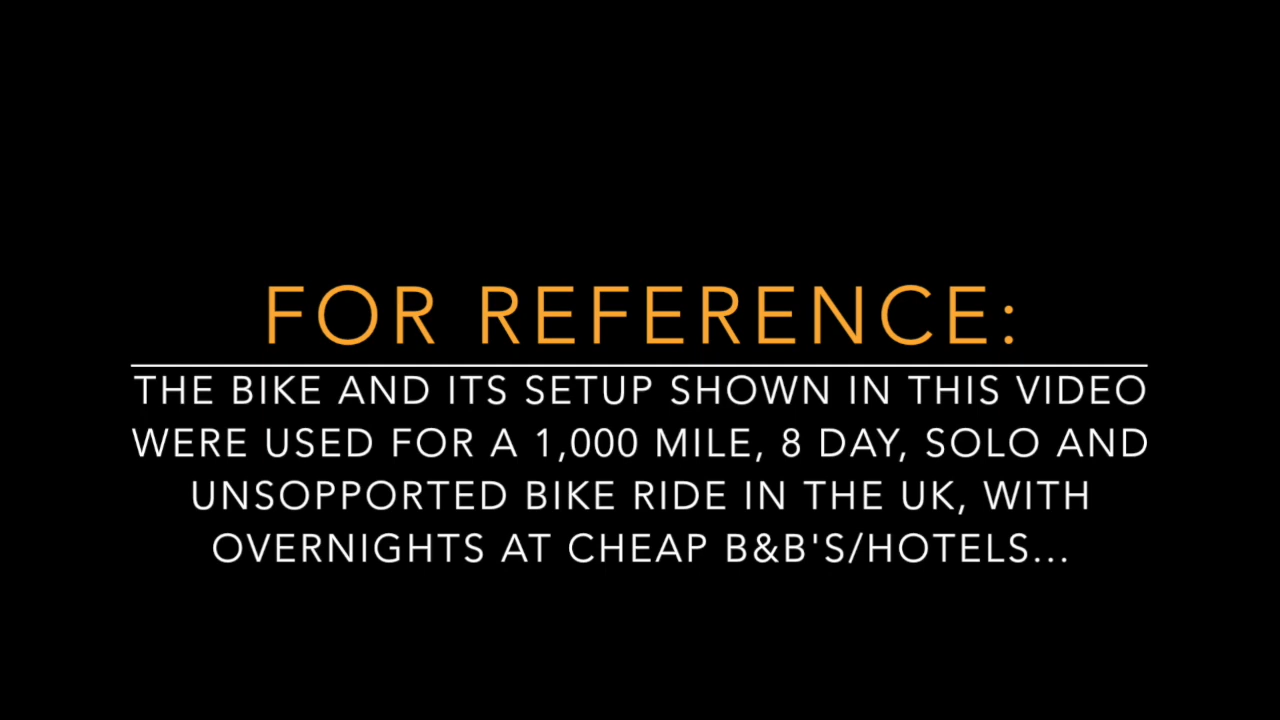 FOR REFERENCE:
THE BIKE AND ITS SETUP SHOWN IN THIS VIDEO
WERE USED FOR A 1,000 MILE, 8 DAY, SOLO AND
UNSOPPORTED BIKE RIDE IN THE UK, WITH
OVERNIGHTS AT CHEAP B&B'S/HOTELS...